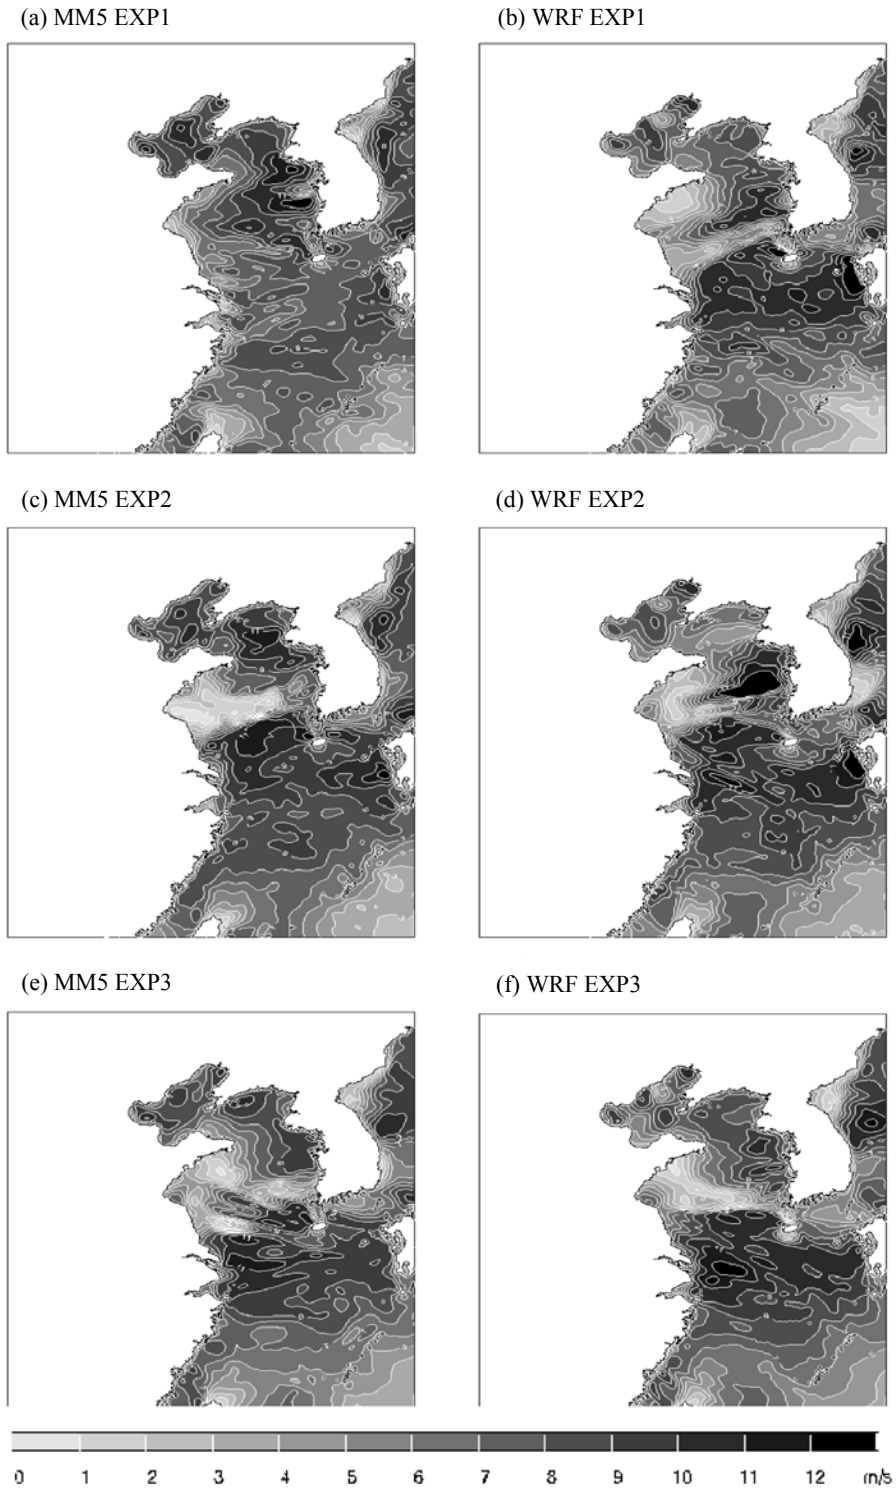 (a) MM5 EXP1
(b) WRF EXP1
(c) MM5 EXP2
(d) WRF EXP2
(e) MM5 EXP3
(f) WRF EXP3
0 1 2 3 4 5 6 7 8 9 10 11 12 m/s